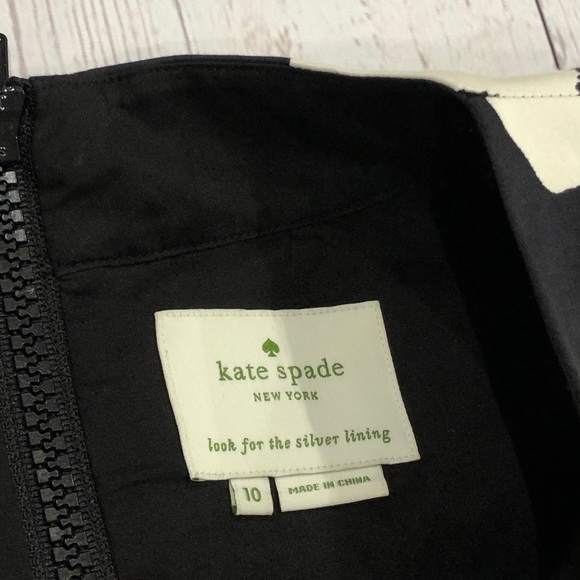 kate spade
NEW YORK
look for the silver lining
10
MADE IN CHINA